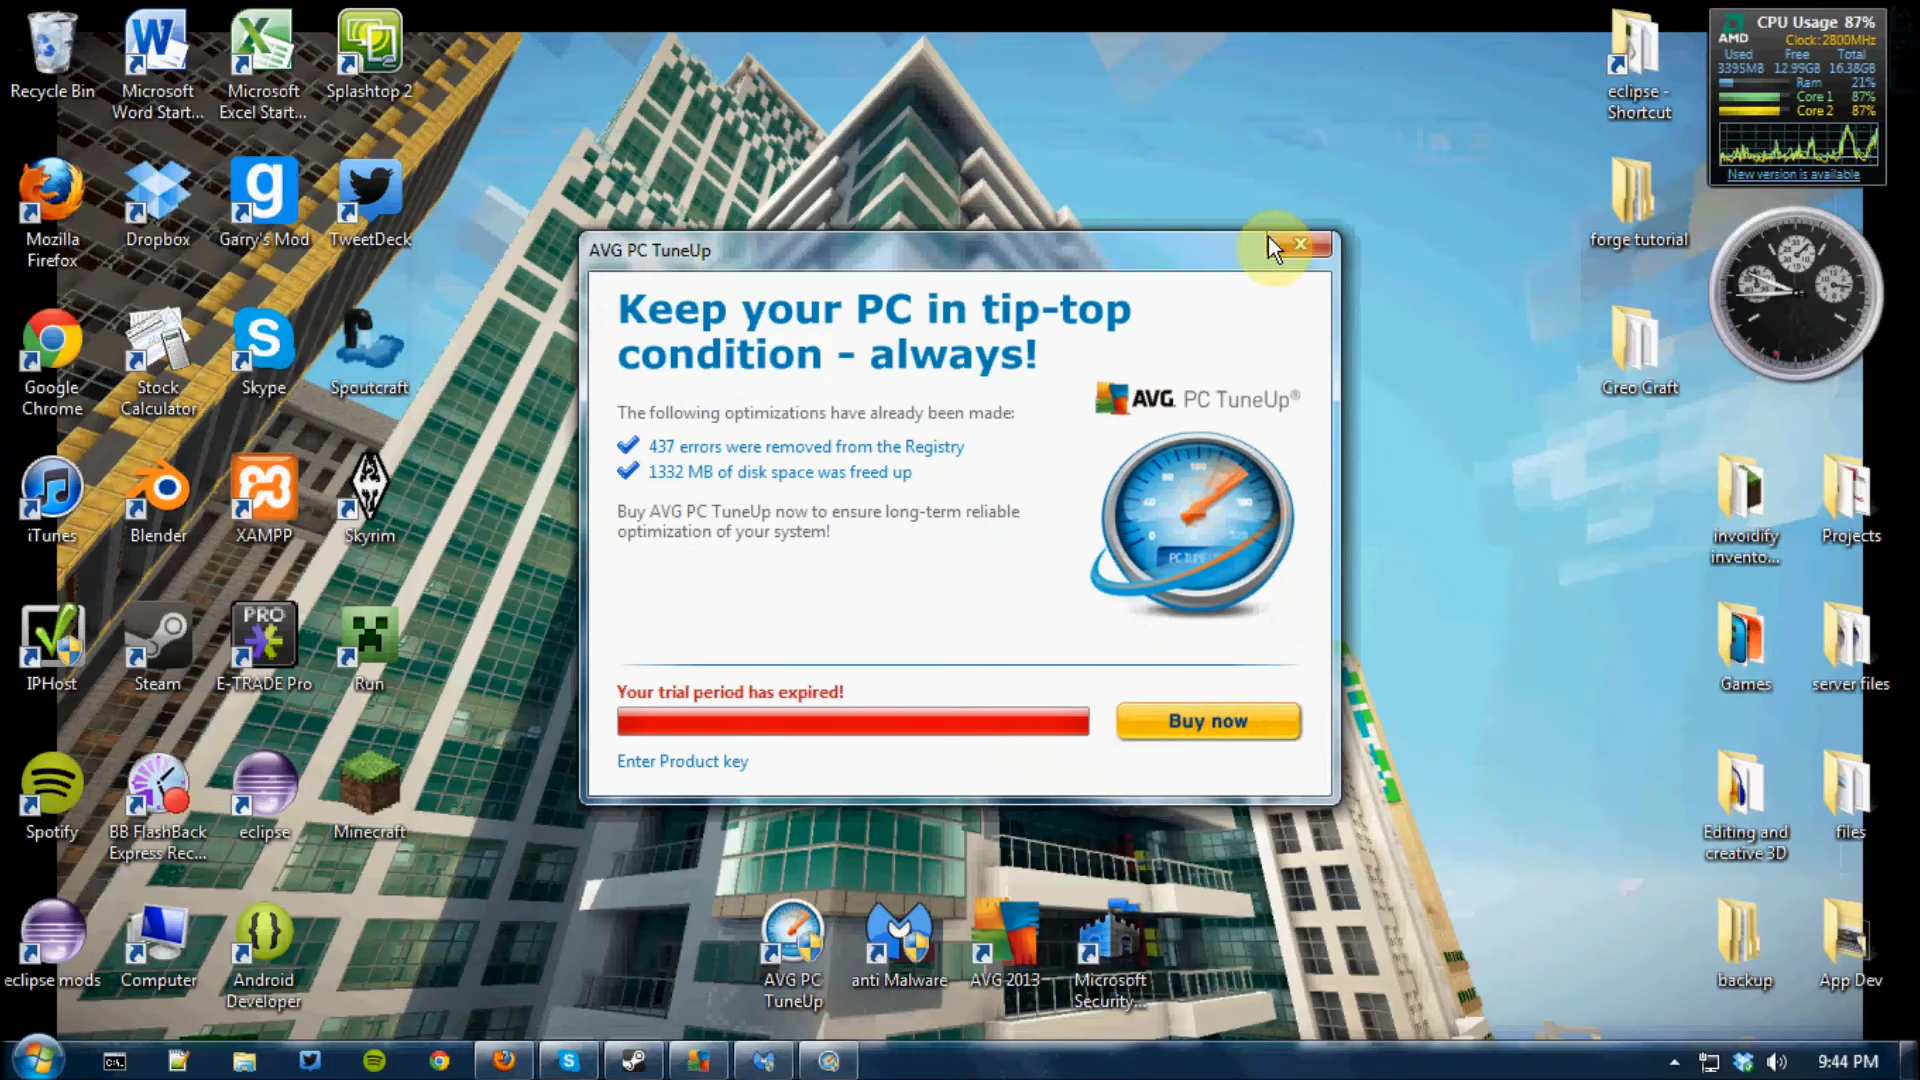 Recycle Bin
Microsoft
Word Start...
Microsoft
Excel Start...
Splashtop 2
Mozilla
Firefox
Dropbox
g
Garry's Mod
TweetDeck
Google
Chrome
Stock
Calculator
Skype
Spoutcraft
iTunes
Blender
XAMPP
Skyrim
IPHost
Steam
PRO
E-TRADE Pro
Run
Spotify
BB FlashBack
Express Rec...
eclipse
Minecraft
eclipse mods
Computer
Android
Developer
AVG PC TuneUp
Keep your PC in tip-top
condition - always!
AVG PC TuneUp®
The following optimizations have already been made:
437 errors were removed from the Registry
1332 MB of disk space was freed up
Buy AVG PC TuneUp now to ensure long-term reliable
optimization of your system!
Your trial period has expired!
Buy now
Enter Product key
AVG PC
TuneUp
anti Malware
AVG 2013
Microsoft
Security...
eclipse -
Shortcut
forge tutorial
Creo Craft
CPU Usage 87%
AMD
Clock: 2800MHz
Used Free Total
3395MB 12.99GB 16.38GB
Ram 21%
Core 1 87%
Core 2 87%
New version is available
invoidify
invento...
Projects
Games
server files
Editing and
creative 3D
files
backup
App Dev
9:44 PM